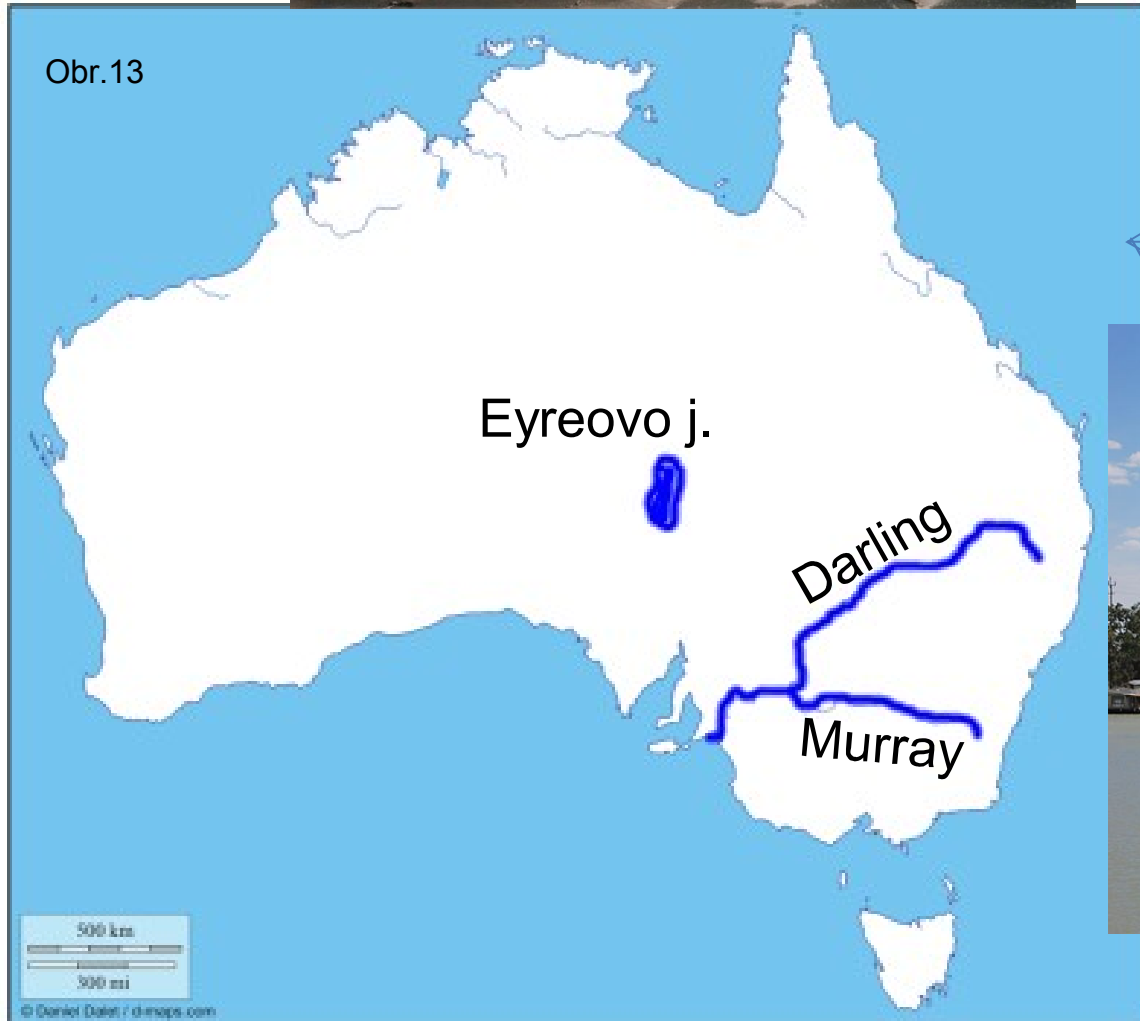 Obr.13
Eyreovo j.
Darling
Murray
500 km
300 mi
© Daniel Dalet / d-maps.com